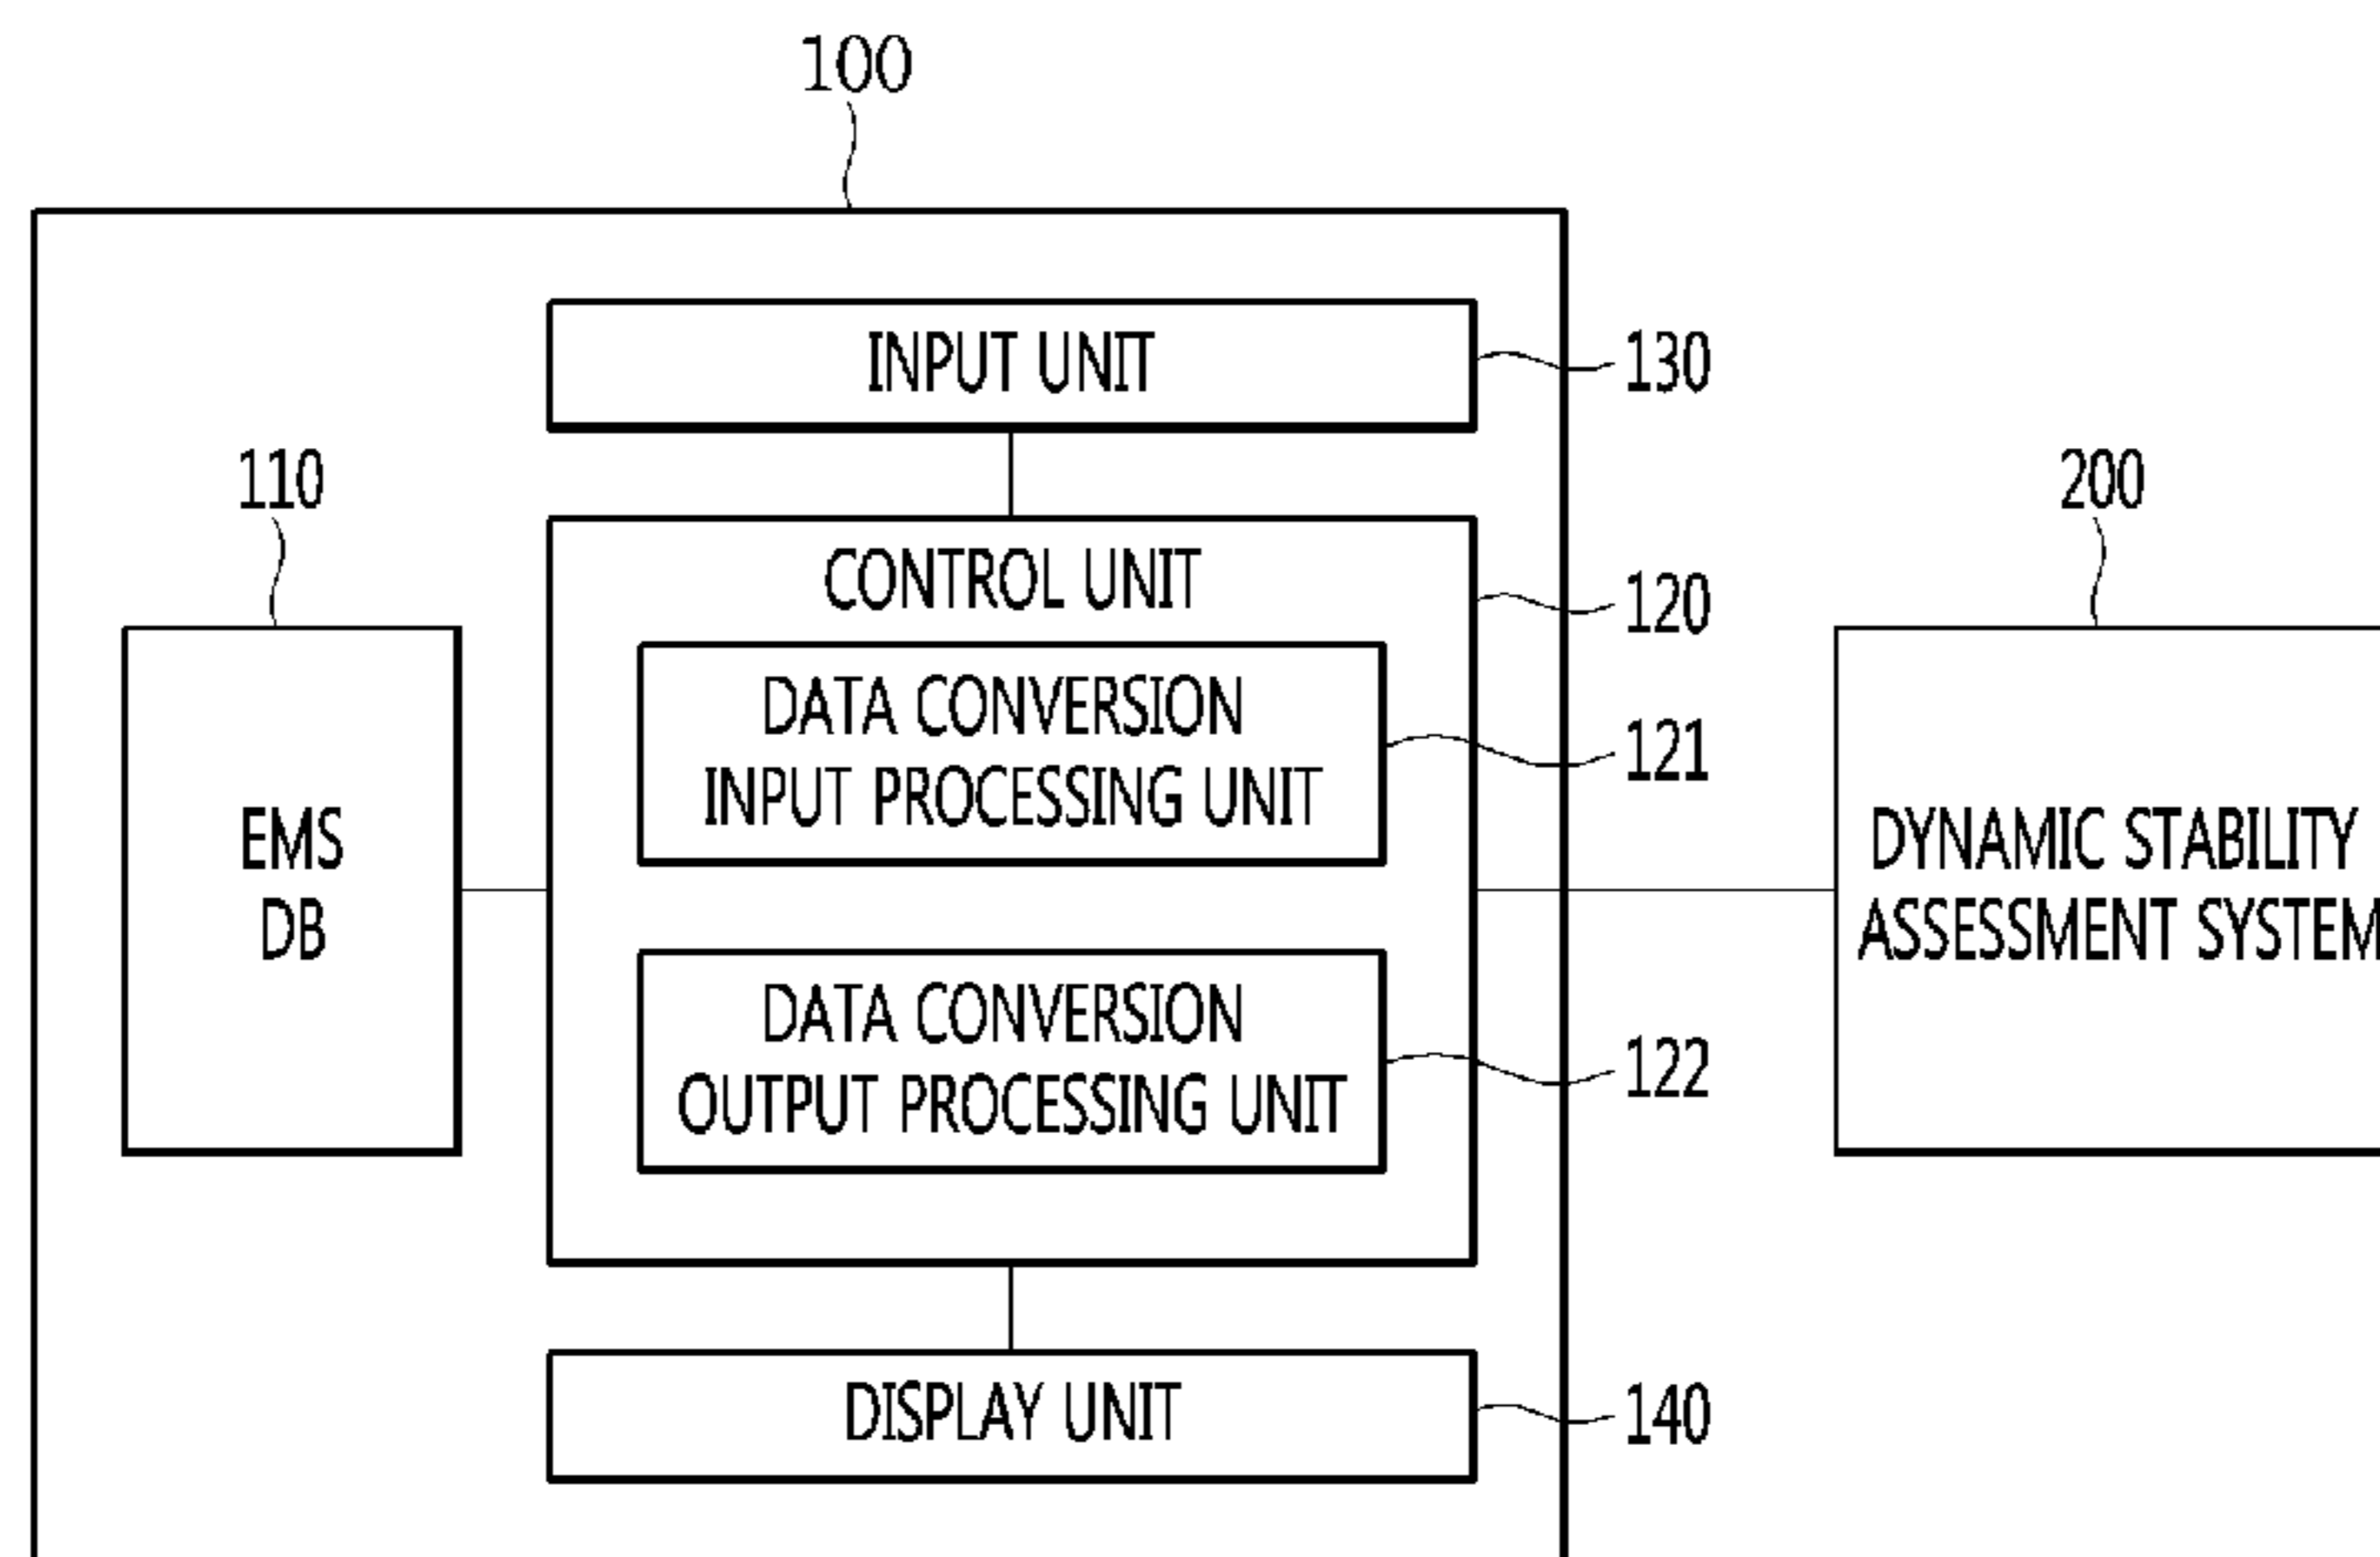 100
INPUT UNIT
130
110
200
CONTROL UNIT
120
DATA CONVERSION
INPUT PROCESSING UNIT
121
EMS
DB
DYNAMIC STABILITY
ASSESSMENT SYSTEM
DATA CONVERSION
OUTPUT PROCESSING UNIT
122
DISPLAY UNIT
140